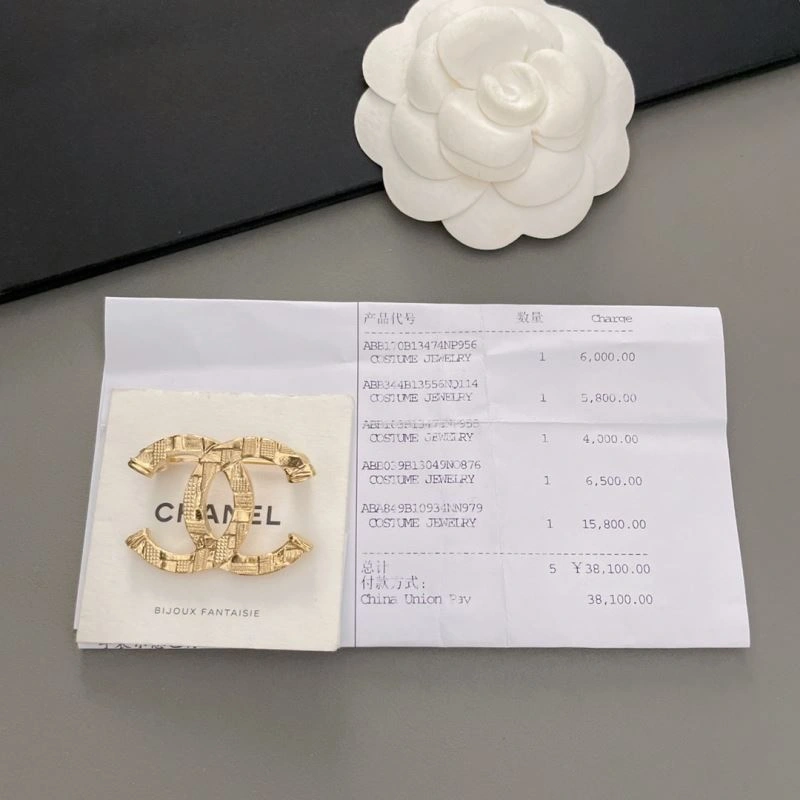 产品代号 数量 Charge
ABB170B13474NP956
COSTUME JEWELRY 1 6,000.00
ABB344B13556NQ114
COSTUME JEWELRY 1 5,800.00
COSTUME JEWELRY 1 4,000.00
ABB039B13049NO876
COSTUME JEWELRY 1 6,500.00
ABA849B10934NN979
COSTUME JEWELRY 1 15,800.00
总计 5 ¥38,100.00
付款方式:
China Union Pay 38,100.00
CHANEL
BIJOUX FANTAISIE